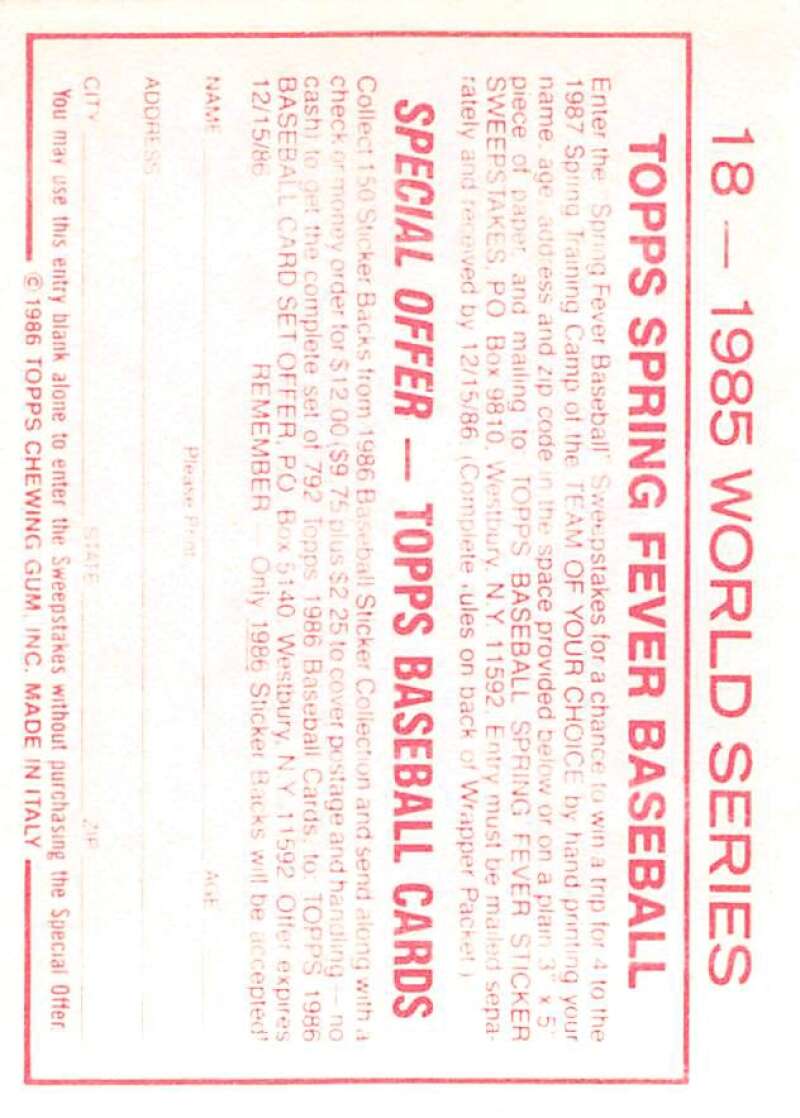 18 — 1985 WORLD SERIES
TOPPS SPRING FEVER BASEBALL
Enter the "Spring Fever Baseball" Sweepstakes for a chance to win a trip for 4 to the
1987 Spring Training Camp of the TEAM OF YOUR CHOICE by hand printing your
name, age, address and zip code in the space provided below or on a plain 3" x 5"
piece of paper, and mailing to: TOPPS BASEBALL SPRING FEVER STICKER
SWEEPSTAKES, P.O. Box 9810, Westbury, N.Y. 11592. Entry must be mailed sepa-
rately and received by 12/15/86. (Complete rules on back of Wrapper Packet.)
SPECIAL OFFER — TOPPS BASEBALL CARDS
Collect 150 Sticker Backs from 1986 Baseball Sticker Collection and send along with a
check or money order for $12.00 ($9.75 plus $2.25 to cover postage and handling — no
cash) to get the complete set of 792 Topps 1986 Baseball Cards, to: TOPPS 1986
BASEBALL CARD SET OFFER, P.O. Box 5140, Westbury, N.Y. 11592. Offer expires
12/15/86. REMEMBER — Only 1986 Sticker Backs will be accepted!
Please Print
NAME AGE
ADDRESS
CITY STATE ZIP
You may use this entry blank alone to enter the Sweepstakes without purchasing the Special Offer.
© 1986 TOPPS CHEWING GUM, INC. MADE IN ITALY